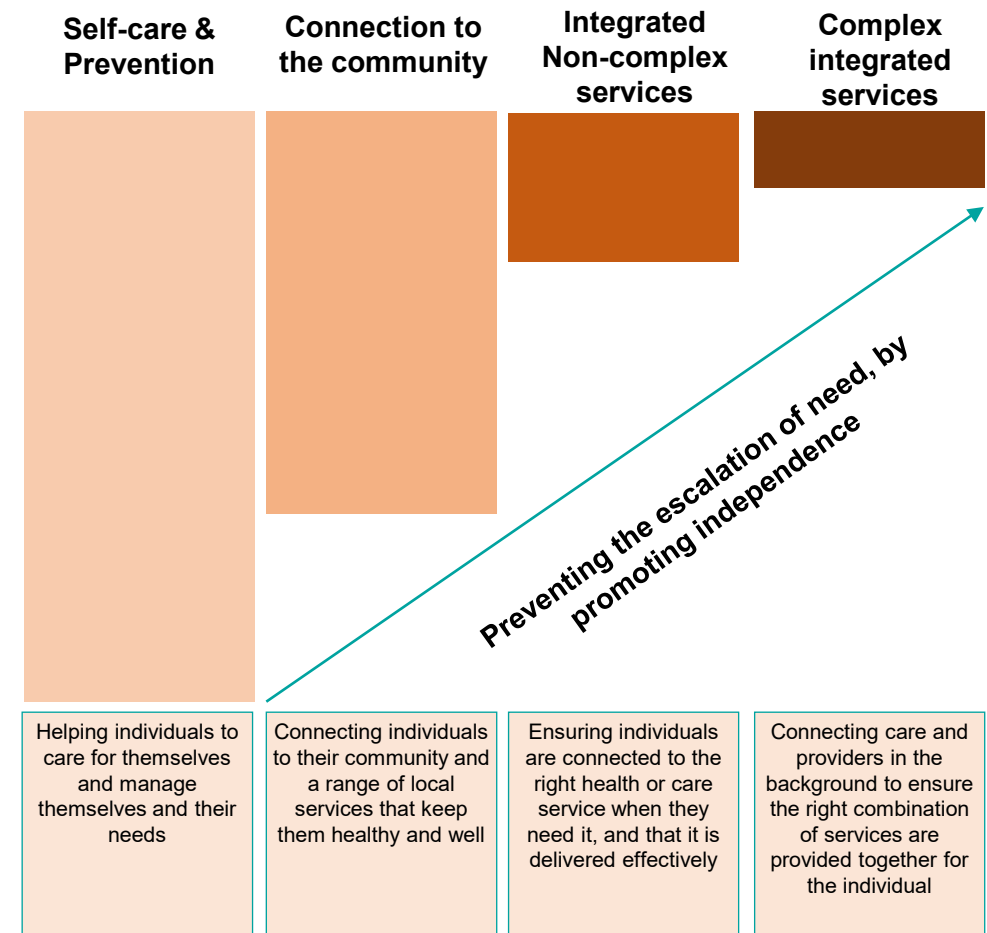 Self-care &
Prevention
Connection to
the community
Integrated
Non-complex
services
Complex
integrated
services
Preventing the escalation of need, by
promoting independence
Helping individuals to
care for themselves
and manage
themselves and their
needs
Connecting individuals
to their community and
a range of local
services that keep
them healthy and well
Ensuring individuals
are connected to the
right health or care
service when they
need it, and that it is
delivered effectively
Connecting care and
providers in the
background to ensure
the right combination
of services are
provided together for
the individual